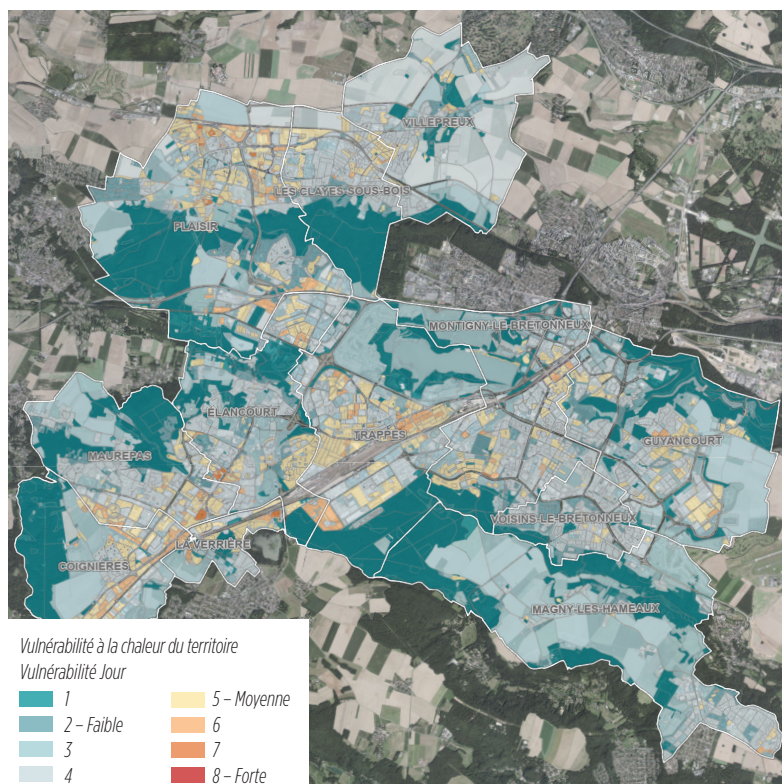 VILLEPREUX
LES CLAYES-SOUS-BOIS
PLAISIR
MONTIGNY-LE-BRETONNEUX
ELANCOURT
TRAPPES
GUYANCOURT
MAUREPAS
VOISINS-LE-BRETONNEUX
LA VERRIÈRE
COIGNIERES
MAGNY-LES-HAMEAUX
Vulnérabilité à la chaleur du territoire
Vulnérabilité Jour
1
2 – Faible
3
4
5 – Moyenne
6
7
8 – Forte